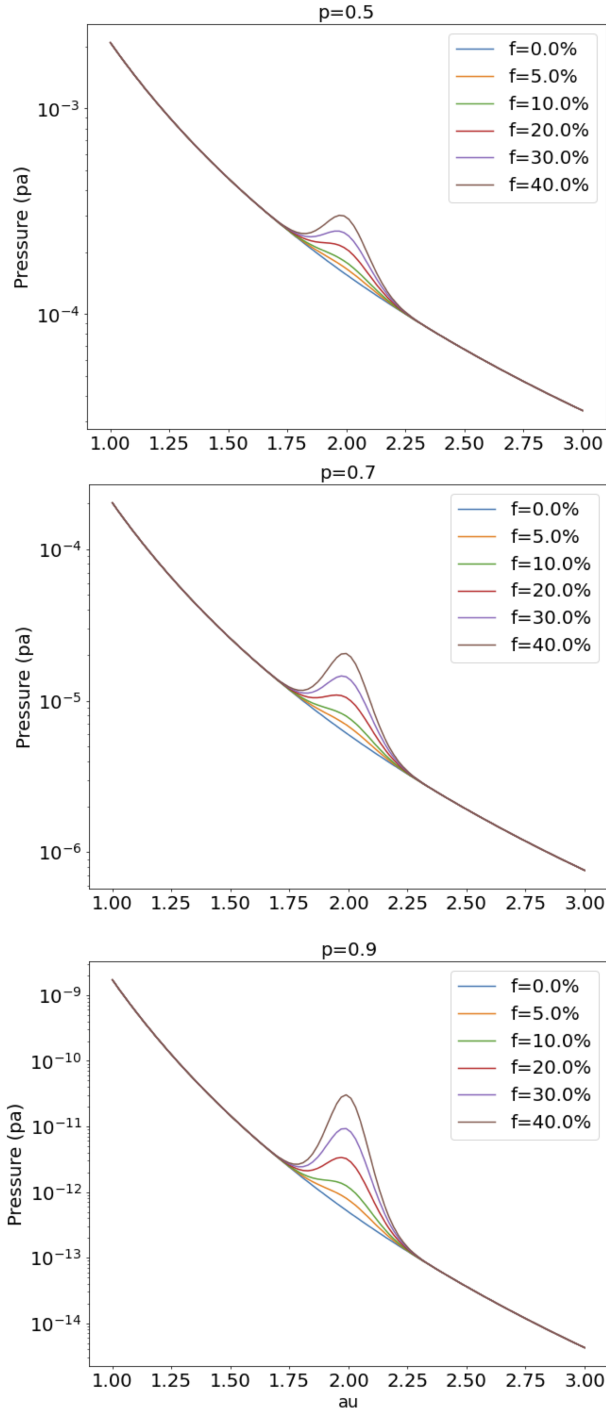 p=0.5
f=0.0%
f=5.0%
f=10.0%
f=20.0%
f=30.0%
f=40.0%
Pressure (pa)
10⁻³
10⁻⁴
1.00 1.25 1.50 1.75 2.00 2.25 2.50 2.75 3.00
p=0.7
f=0.0%
f=5.0%
f=10.0%
f=20.0%
f=30.0%
f=40.0%
Pressure (pa)
10⁻⁴
10⁻⁵
10⁻⁶
1.00 1.25 1.50 1.75 2.00 2.25 2.50 2.75 3.00
p=0.9
f=0.0%
f=5.0%
f=10.0%
f=20.0%
f=30.0%
f=40.0%
Pressure (pa)
10⁻⁹
10⁻¹⁰
10⁻¹¹
10⁻¹²
10⁻¹³
10⁻¹⁴
1.00 1.25 1.50 1.75 2.00 2.25 2.50 2.75 3.00
au